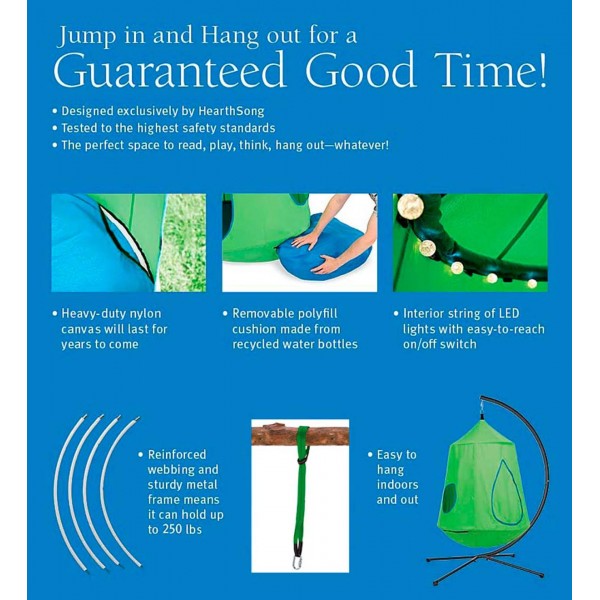 Jump in and Hang out for a
Guaranteed Good Time!
• Designed exclusively by HearthSong
• Tested to the highest safety standards
• The perfect space to read, play, think, hang out—whatever!
• Heavy-duty nylon
canvas will last for
years to come
• Removable polyfill
cushion made from
recycled water bottles
• Interior string of LED
lights with easy-to-reach
on/off switch
• Reinforced
webbing and
sturdy metal
frame means
it can hold up
to 250 lbs
• Easy to
hang
indoors
and out